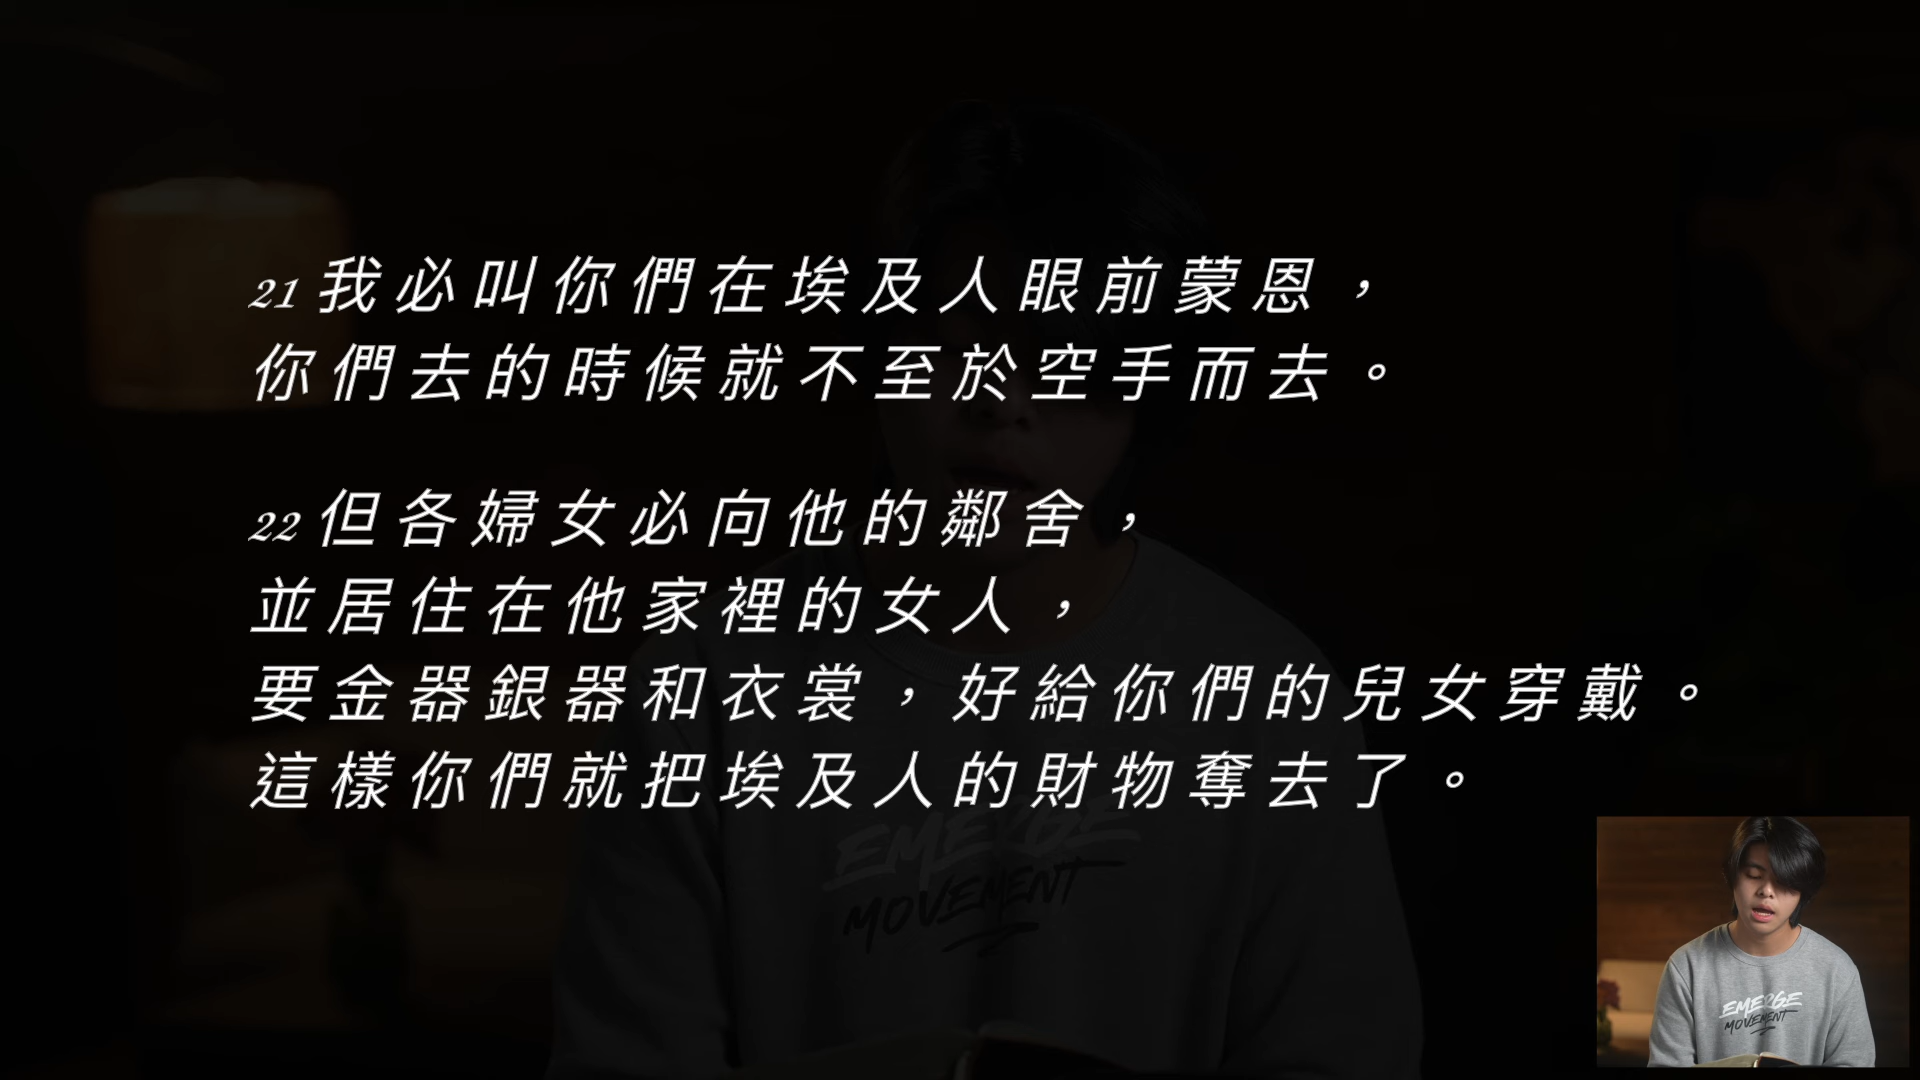 21 我必叫你們在埃及人眼前蒙恩，
你們去的時候就不至於空手而去。
22 但各婦女必向他的鄰舍，
並居住在他家裡的女人，
要金器銀器和衣裳，好給你們的兒女穿戴。
這樣你們就把埃及人的財物奪去了。
EMERGE
MOVEMENT
EMERGE
MOVEMENT